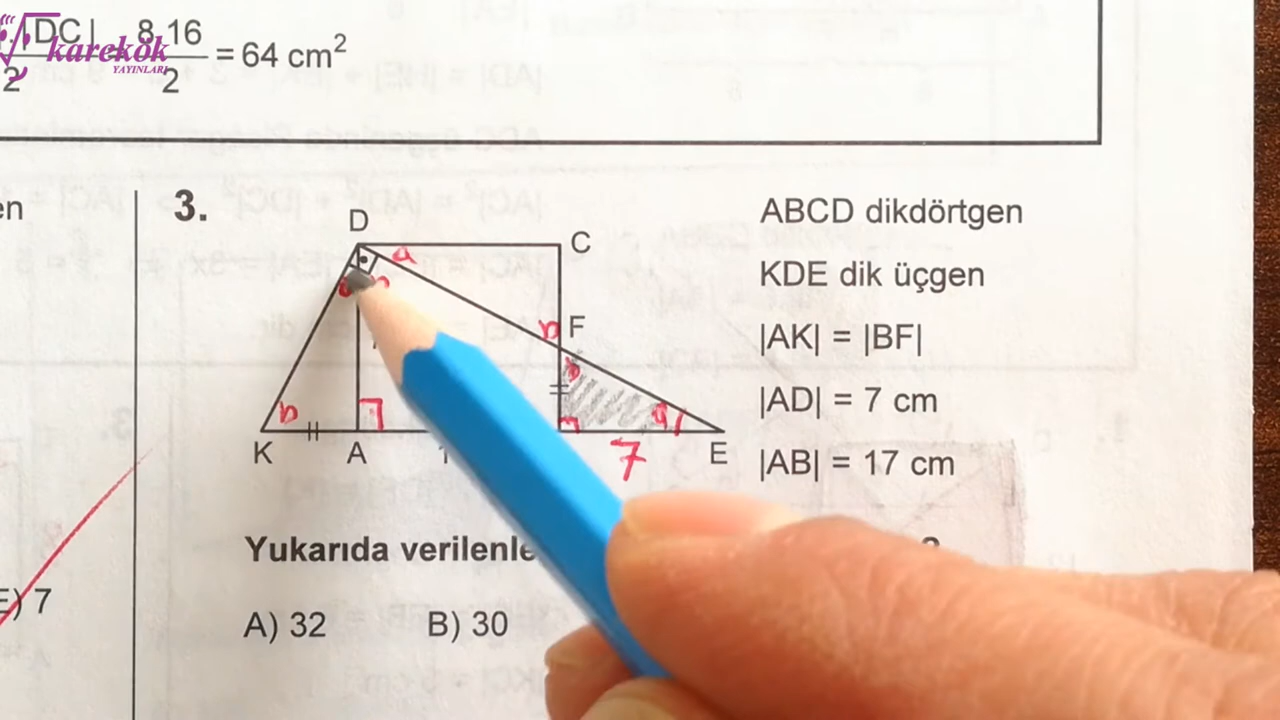 |DC| 8.16
2 2 = 64 cm²
karekök
YAYINLARI
en
3.
D
C
a
b
F
b
b
a
K
A
7
E
ABCD dikdörtgen
KDE dik üçgen
|AK| = |BF|
|AD| = 7 cm
|AB| = 17 cm
Yukarıda verilenle
E) 7
A) 32 B) 30